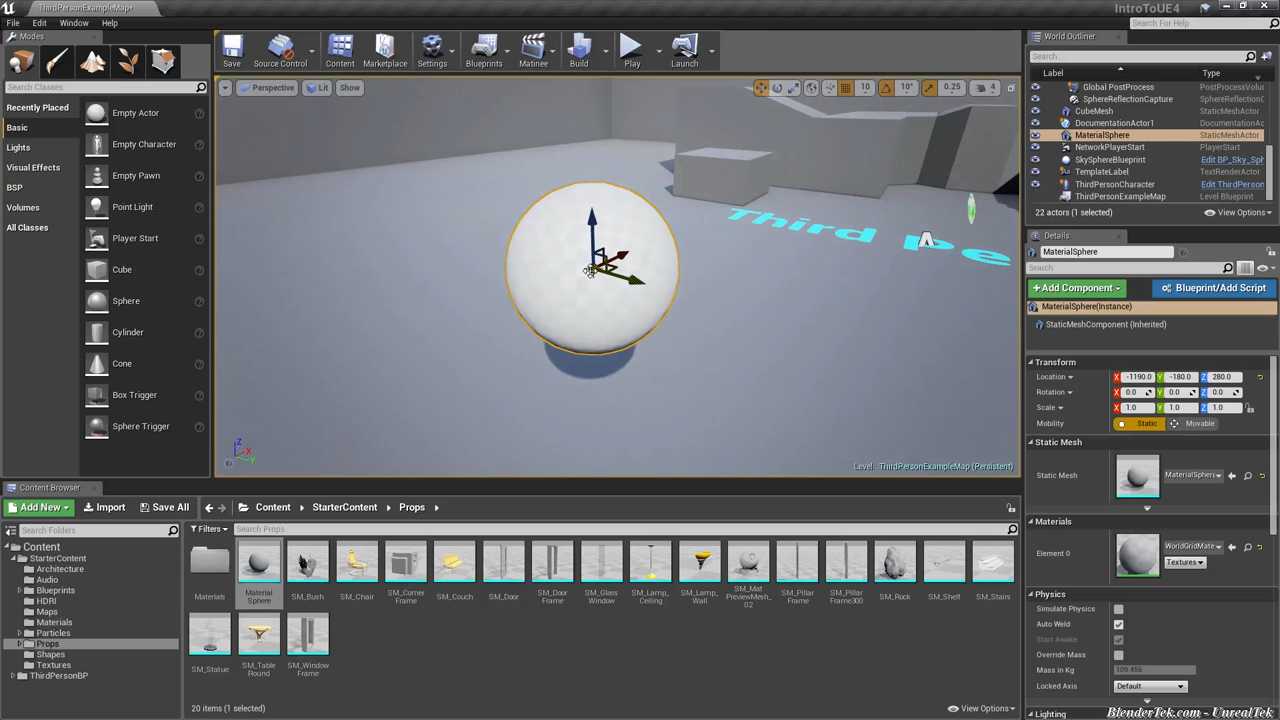 ThirdPersonExampleMap*
IntroToUE4
File Edit Window Help
Search For Help
Modes
Search Classes
Recently Placed
Basic
Lights
Visual Effects
BSP
Volumes
All Classes
Empty Actor
Empty Character
Empty Pawn
Point Light
Player Start
Cube
Sphere
Cylinder
Cone
Box Trigger
Sphere Trigger
Save Source Control Content Marketplace Settings Blueprints Matinee Build Play Launch
Perspective Lit Show
10 10° 0.25 4
Third Pe
X Y Z
Level: ThirdPersonExampleMap (Persistent)
World Outliner
Search...
Label Type
Global PostProcess PostProcessVolu
SphereReflectionCapture SphereReflectionC
CubeMesh StaticMeshActor
DocumentationActor1 DocumentationAc
MaterialSphere StaticMeshActor
NetworkPlayerStart PlayerStart
SkySphereBlueprint Edit BP_Sky_Sph
TemplateLabel TextRenderActor
ThirdPersonCharacter Edit ThirdPerson
ThirdPersonExampleMap Level Blueprint
22 actors (1 selected) View Options
Details
MaterialSphere
Search
+Add Component Blueprint/Add Script
MaterialSphere(Instance)
StaticMeshComponent (Inherited)
Transform
Location X -1190.0 Y -180.0 Z 280.0
Rotation X 0.0 Y 0.0 Z 0.0
Scale X 1.0 Y 1.0 Z 1.0
Mobility Static Movable
Static Mesh
Static Mesh MaterialSphere
Materials
Element 0 WorldGridMate
Textures
Physics
Simulate Physics
Auto Weld
Start Awake
Override Mass
Mass in Kg 109.456
Locked Axis Default
Lighting
Content Browser
Add New Import Save All Content StarterContent Props
Search Folders
Filters Search Props
Content
StarterContent
Architecture
Audio
Blueprints
HDRI
Maps
Materials
Particles
Props
Shapes
Textures
ThirdPersonBP
Materials
Material
Sphere
SM_Bush
SM_Chair
SM_Corner
Frame
SM_Couch
SM_Door
SM_Door
Frame
SM_Glass
Window
SM_Lamp_
Ceiling
SM_Lamp_
Wall
SM_Mat
PreviewMesh_
02
SM_Pillar
Frame
SM_Pillar
Frame300
SM_Rock
SM_Shelf
SM_Stairs
SM_Statue
SM_Table
Round
SM_Window
Frame
20 items (1 selected) View Options
BlenderTek.com - UnrealTek